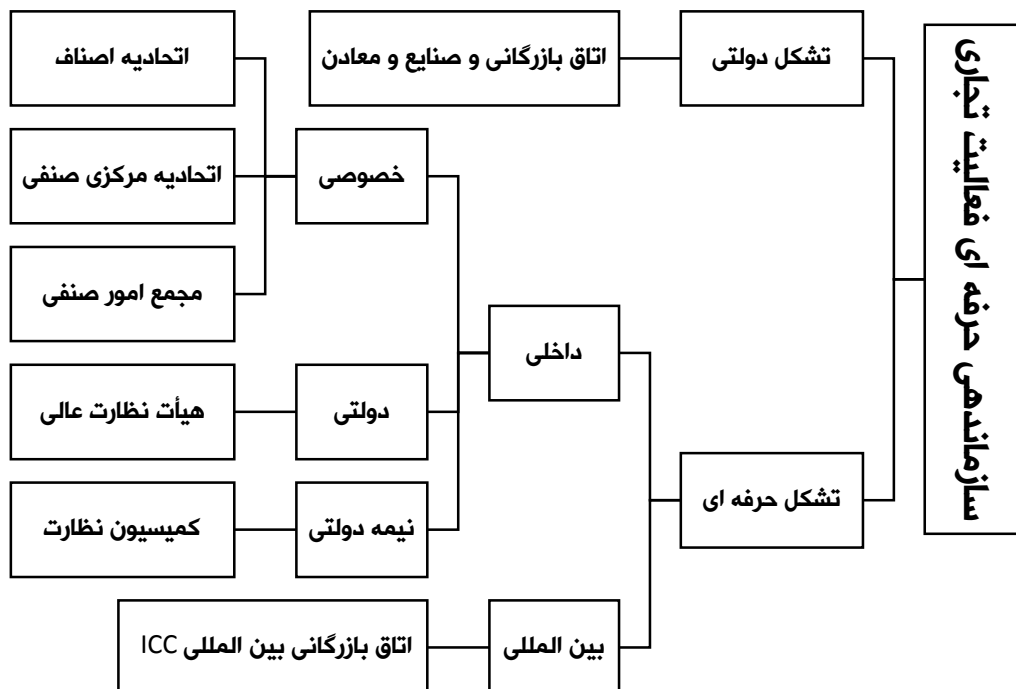 سازماندهی حرفه ای فعالیت تجاری
تشکل دولتی
اتاق بازرگانی و صنایع و معادن
تشکل حرفه ای
داخلی
خصوصی
اتحادیه اصناف
اتحادیه مرکزی صنفی
مجمع امور صنفی
دولتی
هیأت نظارت عالی
نیمه دولتی
کمیسیون نظارت
بین المللی
اتاق بازرگانی بین المللی ICC